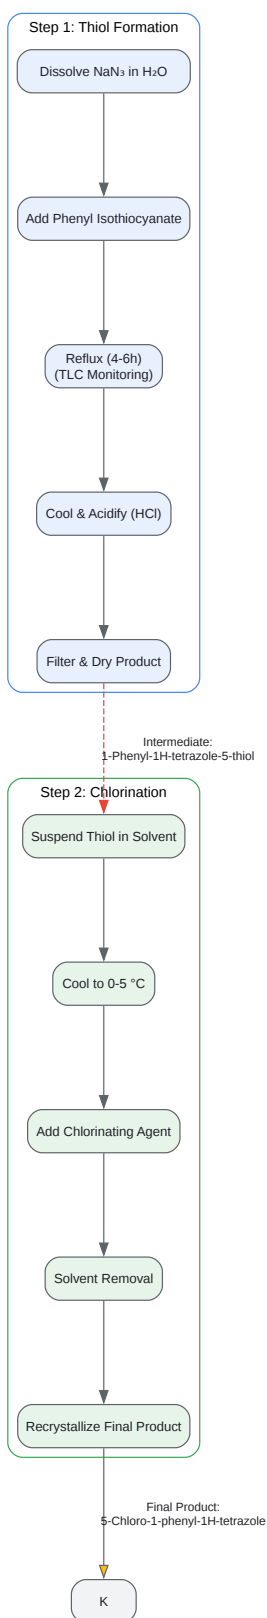 Step 1: Thiol Formation
Dissolve NaN₃ in H₂O
Add Phenyl Isothiocyanate
Reflux (4-6h)
(TLC Monitoring)
Cool & Acidify (HCl)
Filter & Dry Product
Intermediate:
1-Phenyl-1H-tetrazole-5-thiol
Step 2: Chlorination
Suspend Thiol in Solvent
Cool to 0-5 °C
Add Chlorinating Agent
Solvent Removal
Recrystallize Final Product
Final Product:
5-Chloro-1-phenyl-1H-tetrazole
K